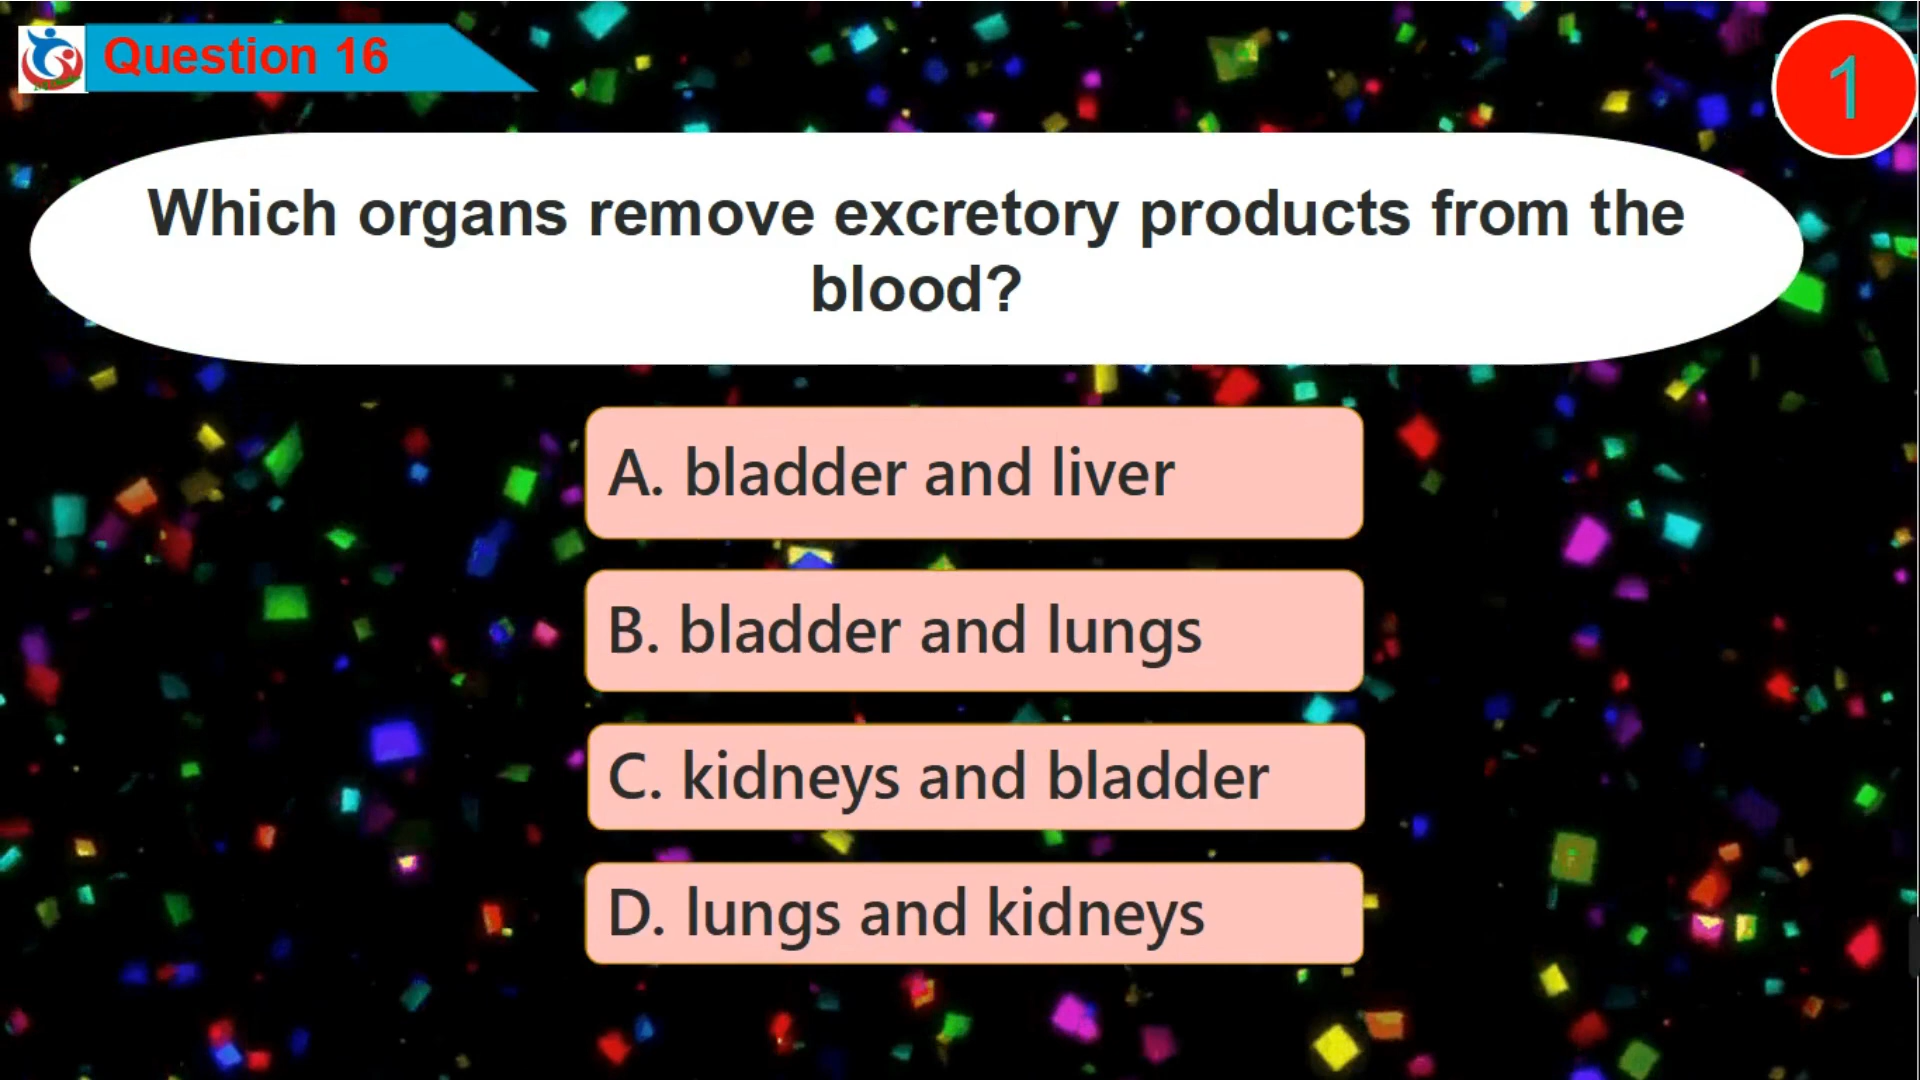 Question 16
1
Which organs remove excretory products from the
blood?
A. bladder and liver
B. bladder and lungs
C. kidneys and bladder
D. lungs and kidneys